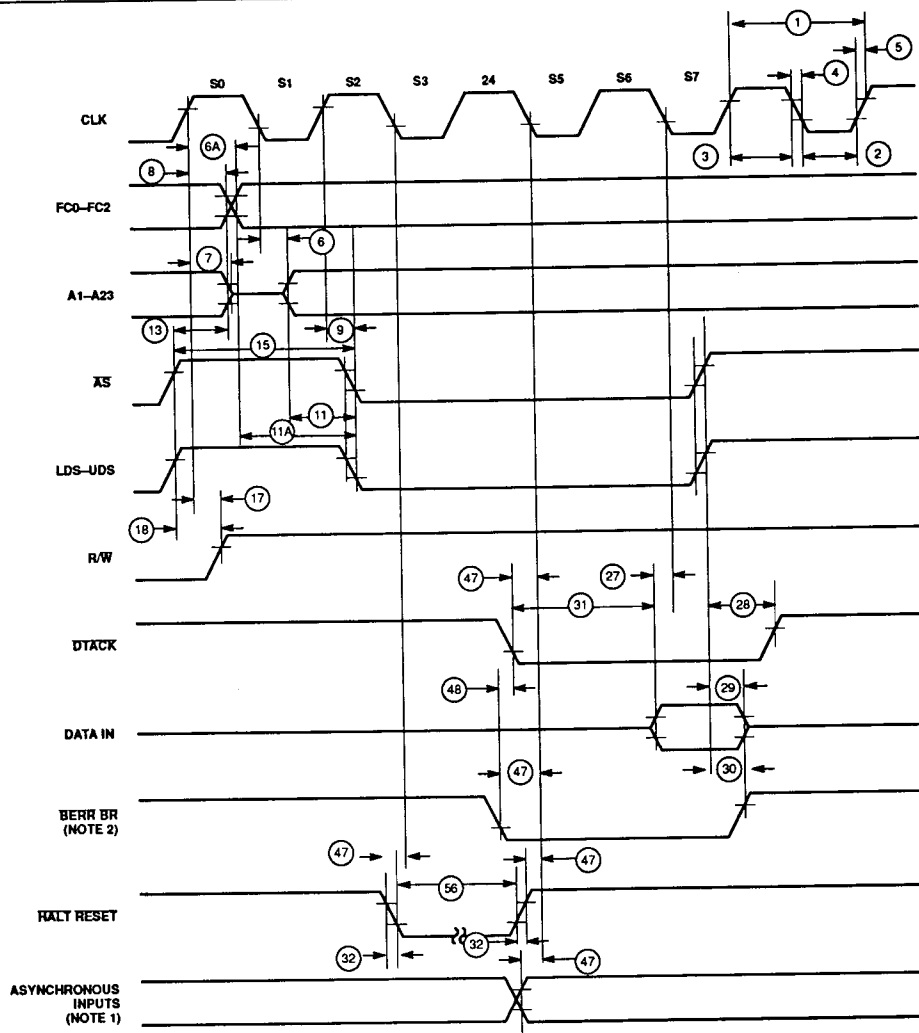 1
5
S0 S1 S2 S3 24 S5 S6 S7
4
CLK
6A
3 2
8
FC0–FC2
6
7
A1–A23
13 9
15
AS
11
11A
LDS–UDS
17
18
R/W
47 27
31 28
DTACK
48 29
DATA IN
47 30
BERR BR
(NOTE 2)
47 47
56
HALT RESET
32 32
47
ASYNCHRONOUS
INPUTS
(NOTE 1)